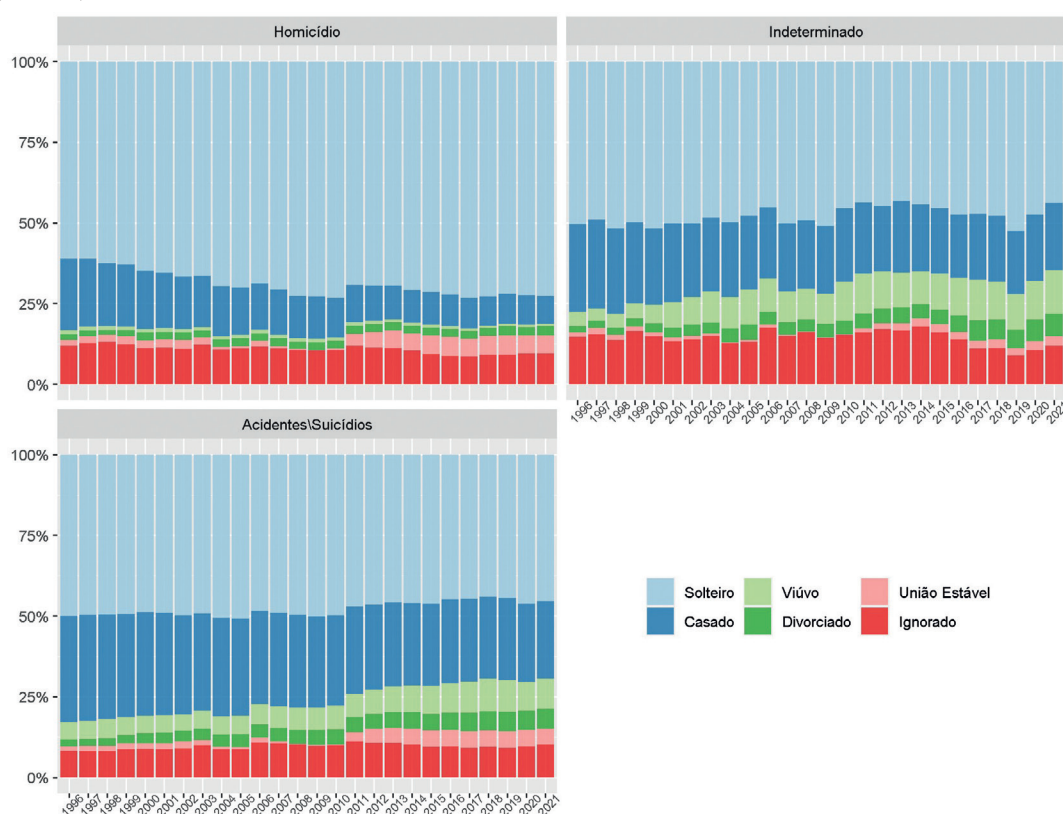 Homicídio
Indeterminado
100%
75%
50%
25%
0%
1996 1997 1998 1999 2000 2001 2002 2003 2004 2005 2006 2007 2008 2009 2010 2011 2012 2013 2014 2015 2016 2017 2018 2019 2020
Acidentes\Suicídios
100%
75%
50%
25%
0%
Solteiro Viúvo União Estável
Casado Divorciado Ignorado
1996 1997 1998 1999 2000 2001 2002 2003 2004 2005 2006 2007 2008 2009 2010 2011 2012 2013 2014 2015 2016 2017 2018 2019 2020 2021